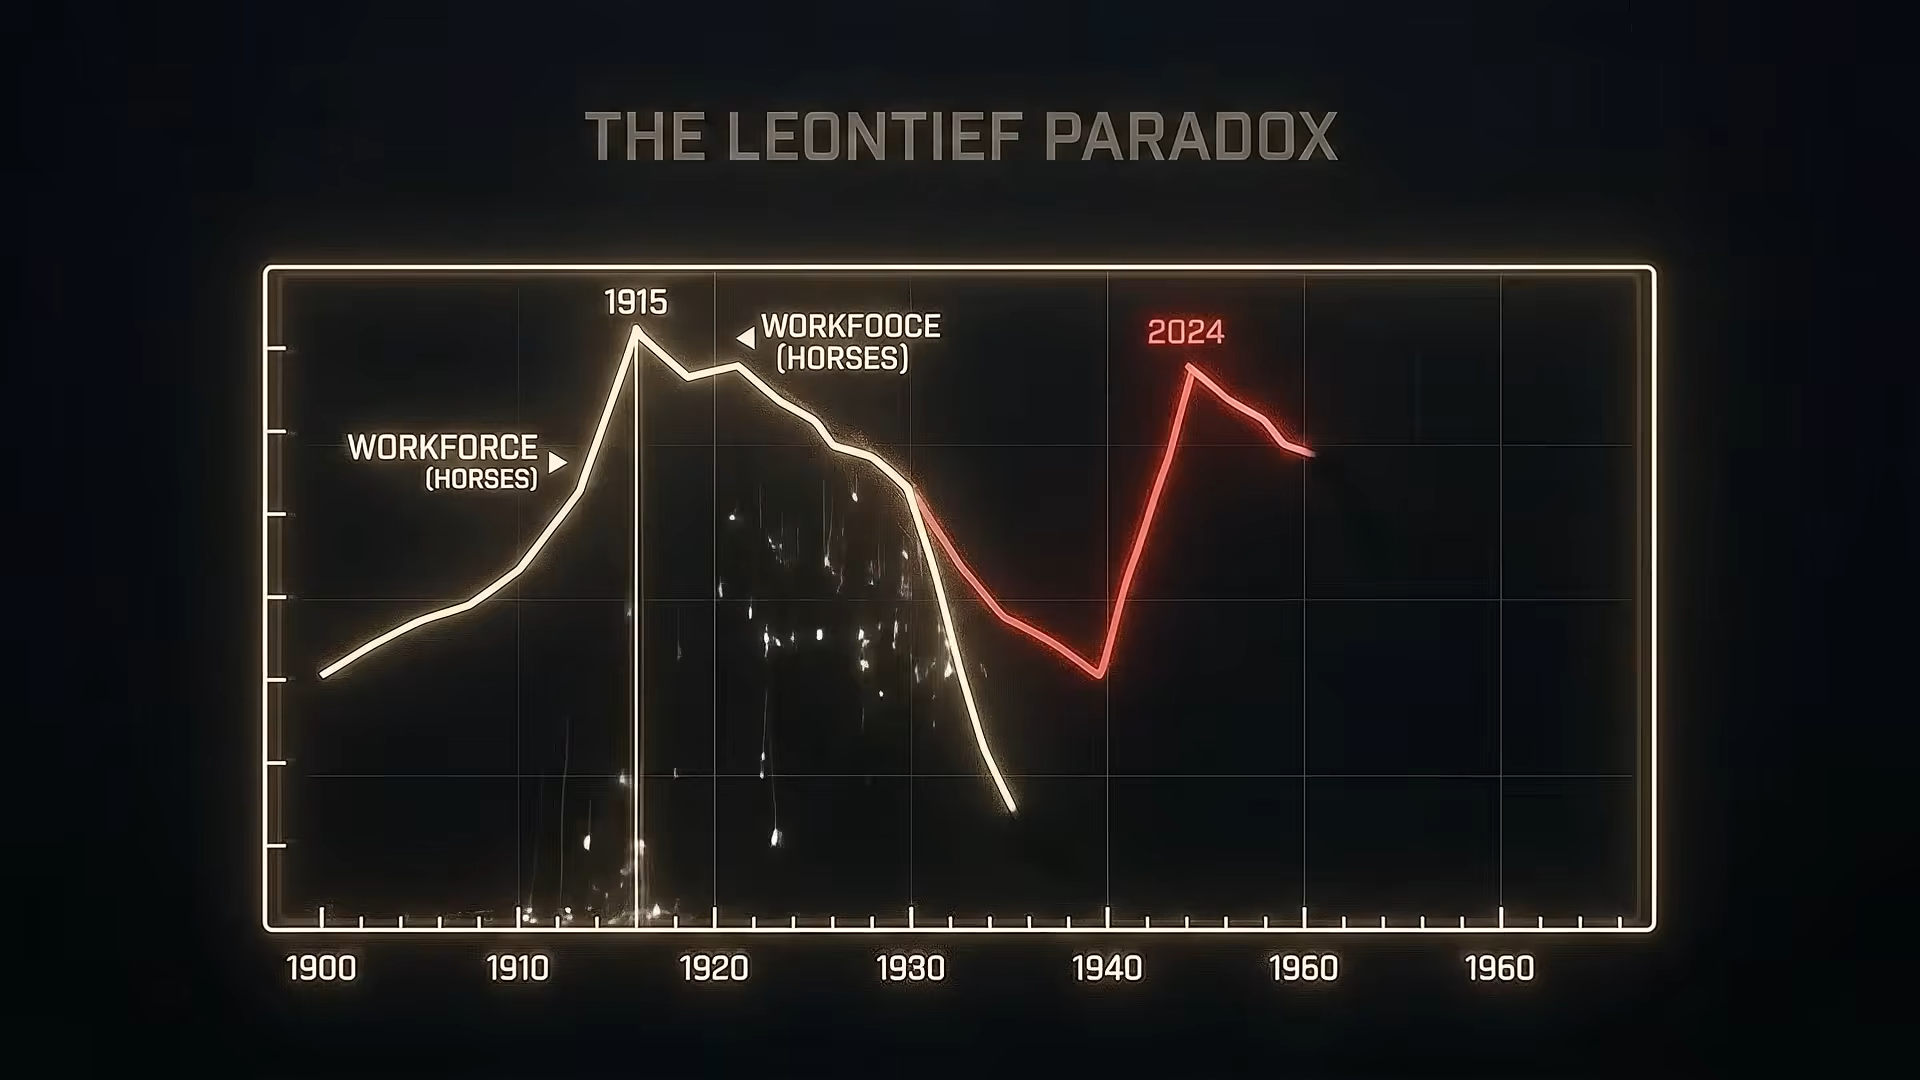 THE LEONTIEF PARADOX
1915
WORKFOOCE
(HORSES)
2024
WORKFORCE
(HORSES)
1900 1910 1920 1930 1940 1960 1960